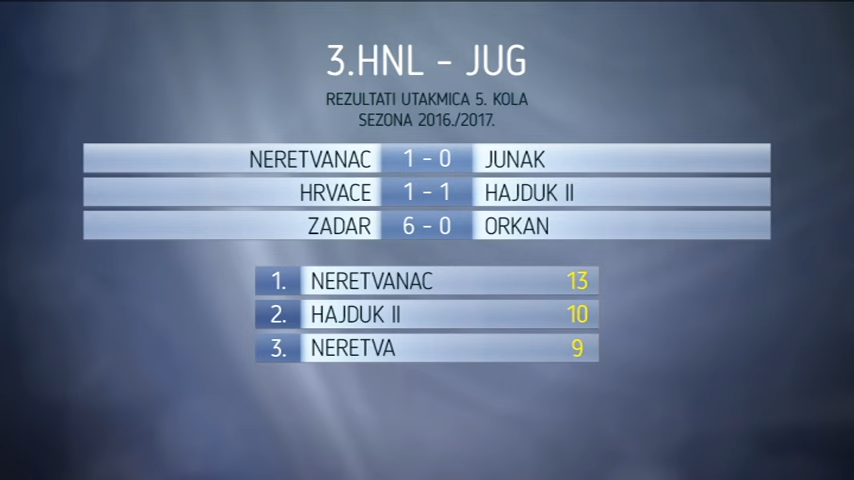 3.HNL - JUG
REZULTATI UTAKMICA 5. KOLA
SEZONA 2016./2017.
NERETVANAC 1 - 0 JUNAK
HRVACE 1 - 1 HAJDUK II
ZADAR 6 - 0 ORKAN
1. NERETVANAC 13
2. HAJDUK II 10
3. NERETVA 9